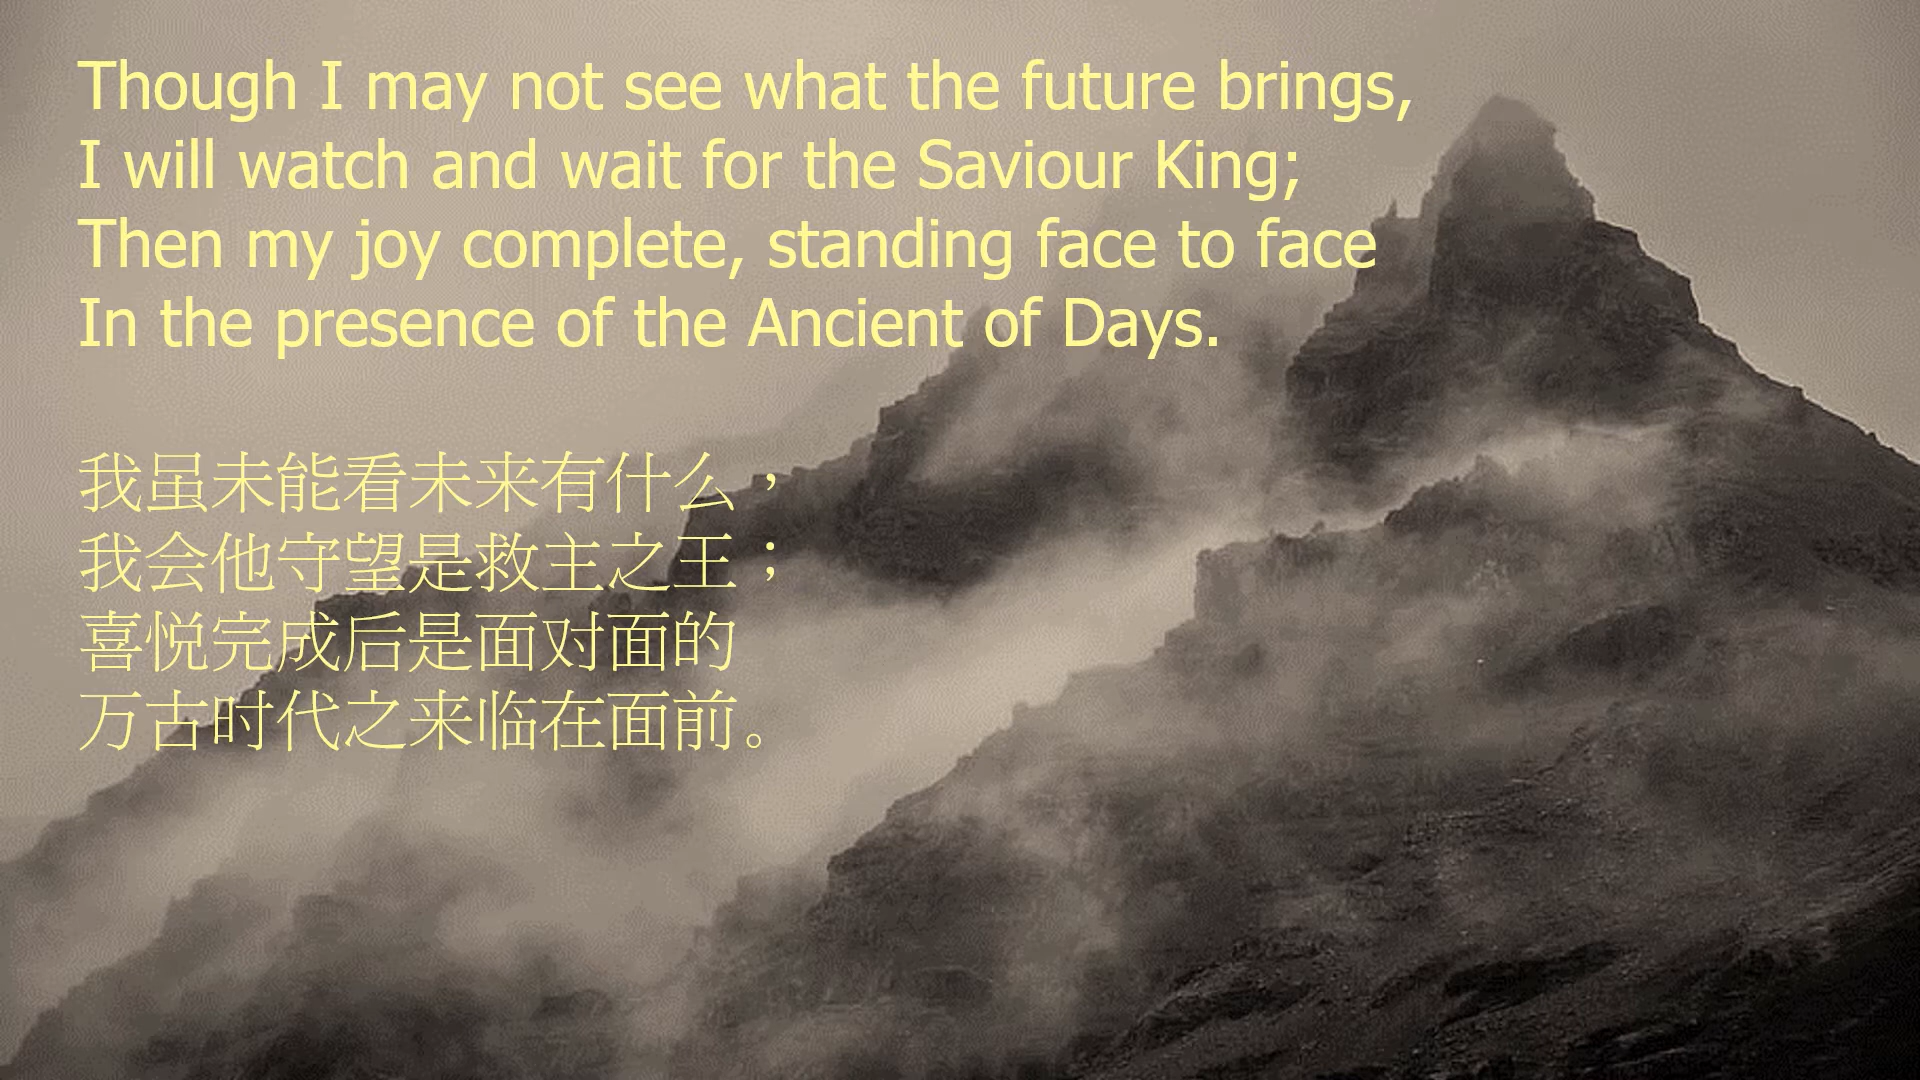 Though I may not see what the future brings,
I will watch and wait for the Saviour King;
Then my joy complete, standing face to face
In the presence of the Ancient of Days.
我虽未能看未来有什么，
我会他守望是救主之王；
喜悦完成后是面对面的
万古时代之来临在面前。